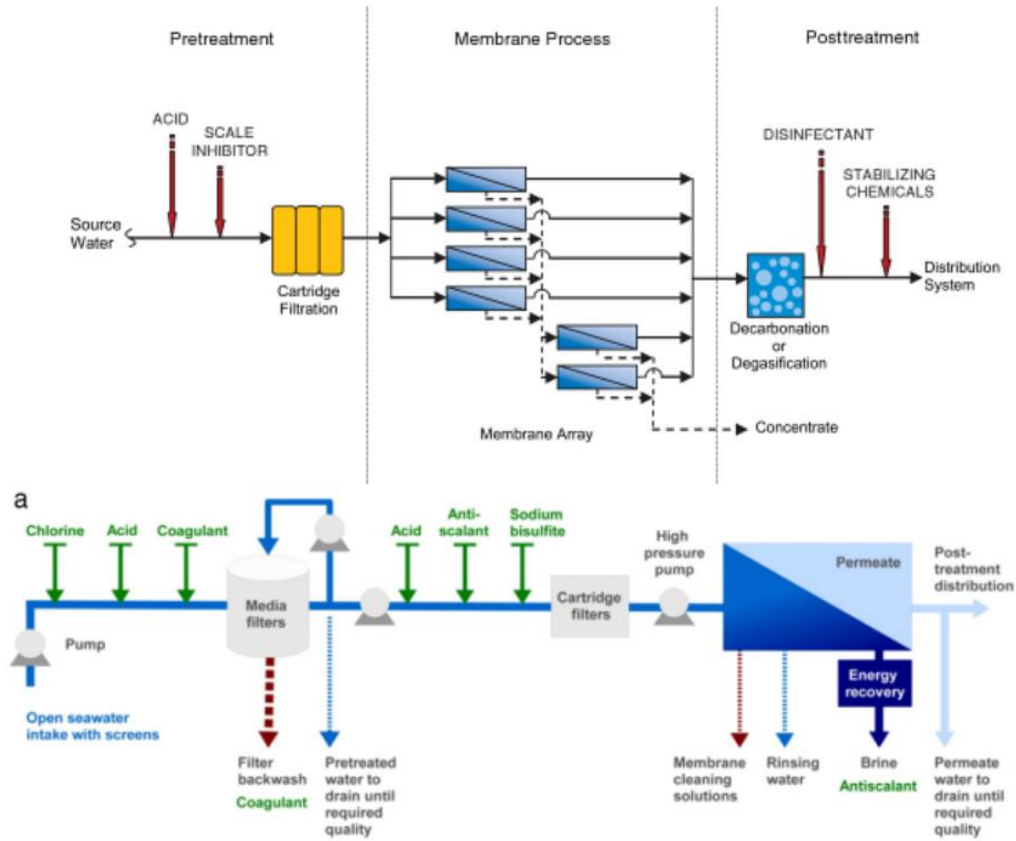 Pretreatment
Membrane Process
Posttreatment
ACID
SCALE
INHIBITOR
DISINFECTANT
STABILIZING
CHEMICALS
Source
Water
Cartridge
Filtration
Distribution
System
Decarbonation
or
Degasification
Membrane Array
Concentrate
a
Chlorine
Acid
Coagulant
Acid
Anti-
scalant
Sodium
bisulfite
High
pressure
pump
Permeate
Post-
treatment
distribution
Pump
Media
filters
Cartridge
filters
Energy
recovery
Open seawater
intake with screens
Filter
backwash
Coagulant
Pretreated
water to
drain until
required
quality
Membrane
cleaning
solutions
Rinsing
water
Brine
Antiscalant
Permeate
water to
drain until
required
quality